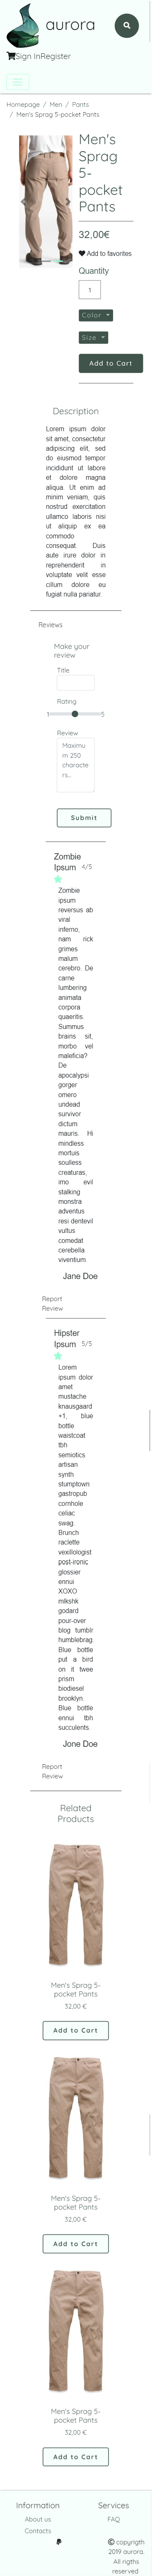 aurora
Sign In Register
Homepage / Men / Pants
/ Men's Sprag 5-pocket Pants
Men's
Sprag
5-
pocket
Pants
32,00€
Add to favorites
Quantity
1
Color
Size
Add to Cart
Description
Lorem ipsum dolor
sit amet, consectetur
adipiscing elit, sed
do eiusmod tempor
incididunt ut labore
et dolore magna
aliqua. Ut enim ad
minim veniam, quis
nostrud exercitation
ullamco laboris nisi
ut aliquip ex ea
commodo
consequat. Duis
aute irure dolor in
reprehenderit in
voluptate velit esse
cillum dolore eu
fugiat nulla pariatur.
Reviews
Make your
review
Title
Rating
1 5
Review
Maximu
m 250
characte
rs...
Submit
Zombie
Ipsum 4/5
Zombie
ipsum
reversus ab
viral
inferno,
nam rick
grimes
malum
cerebro. De
carne
lumbering
animata
corpora
quaeritis.
Summus
brains sit,
morbo vel
maleficia?
De
apocalypsi
gorger
omero
undead
survivor
dictum
mauris. Hi
mindless
mortuis
soulless
creaturas,
imo evil
stalking
monstra
adventus
resi dentevil
vultus
comedat
cerebella
viventium.
Jane Doe
Report
Review
Hipster
Ipsum 5/5
Lorem
ipsum dolor
amet
mustache
knausgaard
+1, blue
bottle
waistcoat
tbh
semiotics
artisan
synth
stumptown
gastropub
cornhole
celiac
swag.
Brunch
raclette
vexillologist
post-ironic
glossier
ennui
XOXO
mlkshk
godard
pour-over
blog tumblr
humblebrag.
Blue bottle
put a bird
on it twee
prism
biodiesel
brooklyn.
Blue bottle
ennui tbh
succulents.
Jone Doe
Report
Review
Related
Products
Men's Sprag 5-
pocket Pants
32,00 €
Add to Cart
Men's Sprag 5-
pocket Pants
32,00 €
Add to Cart
Men's Sprag 5-
pocket Pants
32,00 €
Add to Cart
Information
About us
Contacts
Services
FAQ
© copyrigth
2019 aurora.
All rigths
reserved